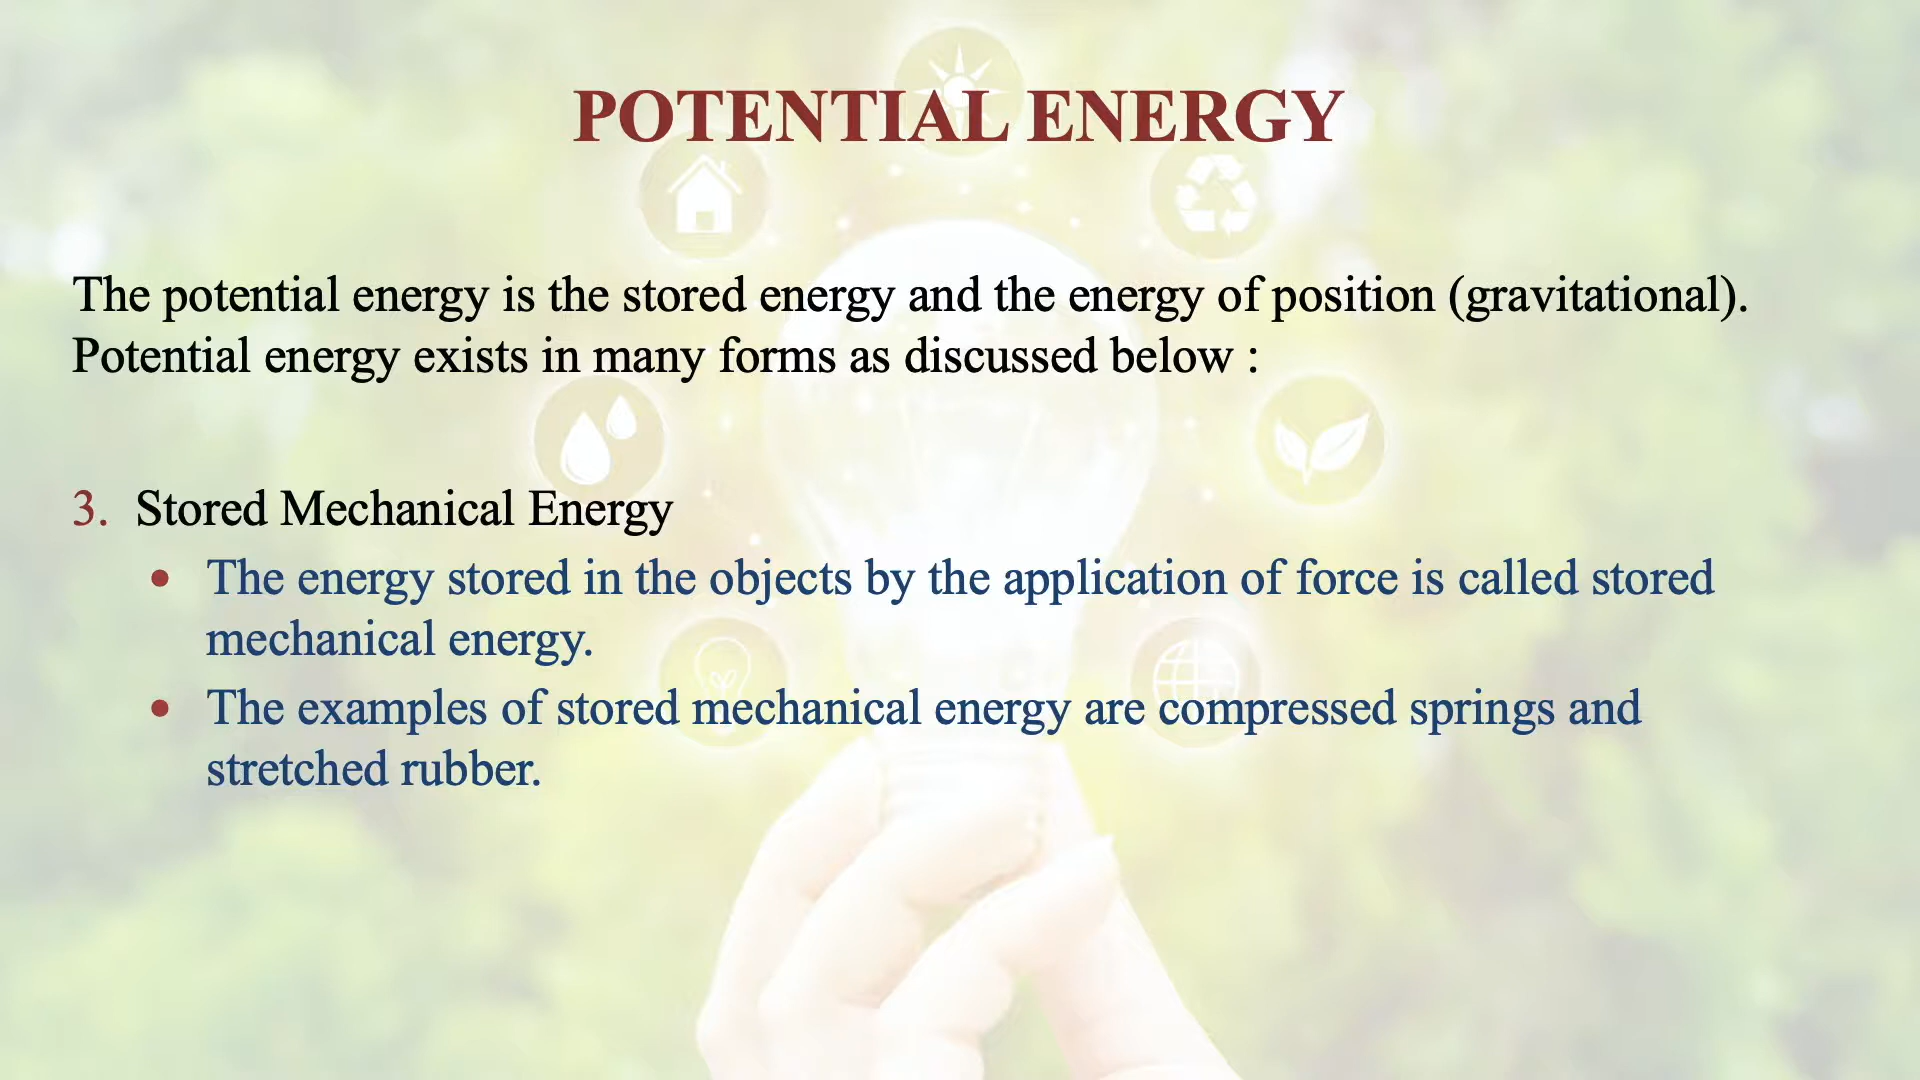 POTENTIAL ENERGY
The potential energy is the stored energy and the energy of position (gravitational).
Potential energy exists in many forms as discussed below :
3. Stored Mechanical Energy
• The energy stored in the objects by the application of force is called stored
mechanical energy.
• The examples of stored mechanical energy are compressed springs and
stretched rubber.